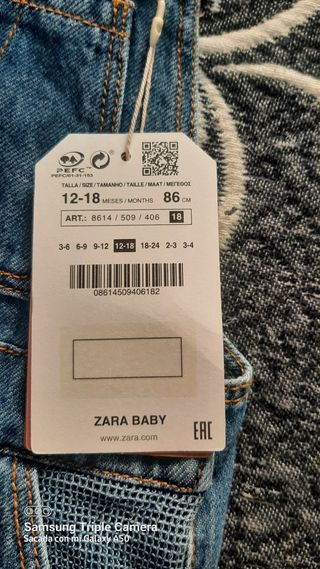 PEFC
PEFC/01-31-153
TALLA / SIZE / TAMANHO / TAILLE / MAAT / ΜΕΓΕΘΟΣ
12-18 MESES / MONTHS 86 CM
ART.: 8614 / 509 / 406 18
3-6 6-9 9-12 12-18 18-24 2-3 3-4
08614509406182
ZARA BABY
www.zara.com
EAC
Samsung Triple Camera
Sacada con mi Galaxy A50